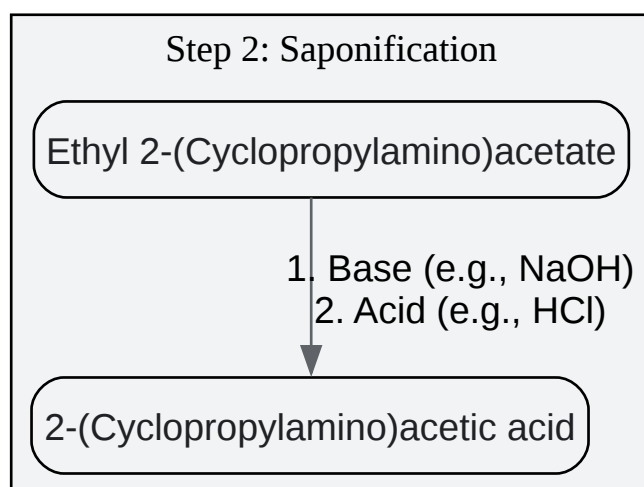 Step 2: Saponification
Ethyl 2-(Cyclopropylamino)acetate
1. Base (e.g., NaOH)
2. Acid (e.g., HCl)
2-(Cyclopropylamino)acetic acid